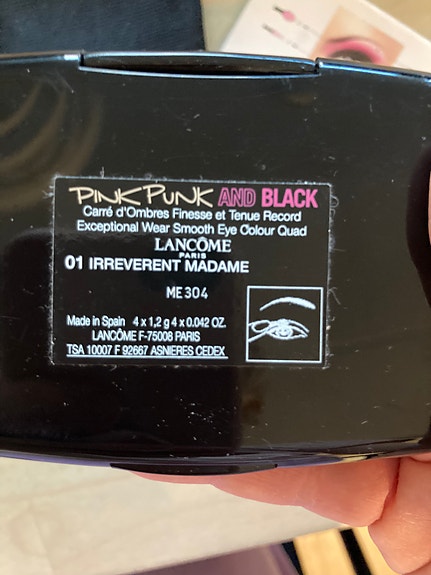 PINK PUNK AND BLACK
Carré d'Ombres Finesse et Tenue Record
Exceptional Wear Smooth Eye Colour Quad
LANCÔME
PARIS
01 IRREVERENT MADAME
ME304
Made in Spain 4 x 1,2 g 4 x 0.042 OZ.
LANCÔME F-75008 PARIS
TSA 10007 F 92667 ASNIERES CEDEX